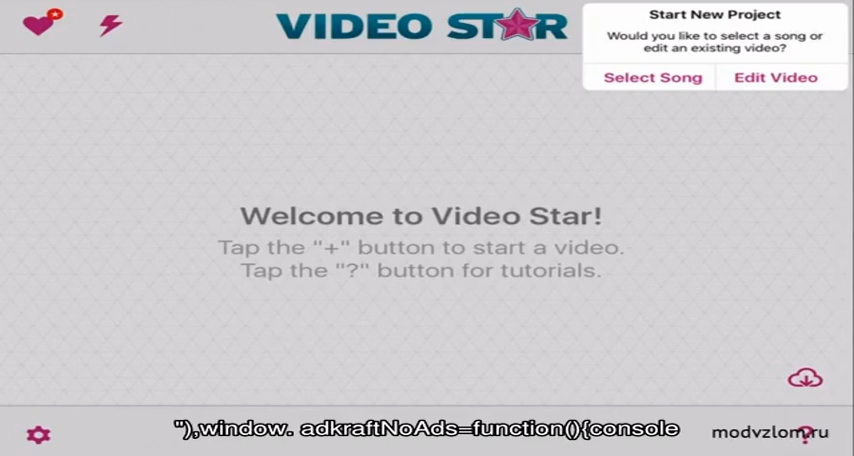 VIDEO STAR
Start New Project
Would you like to select a song or
edit an existing video?
Select Song
Edit Video
Welcome to Video Star!
Tap the "+" button to start a video.
Tap the "?" button for tutorials.
"),window. adkraftNoAds=function(){console
modvzlom.ru
?